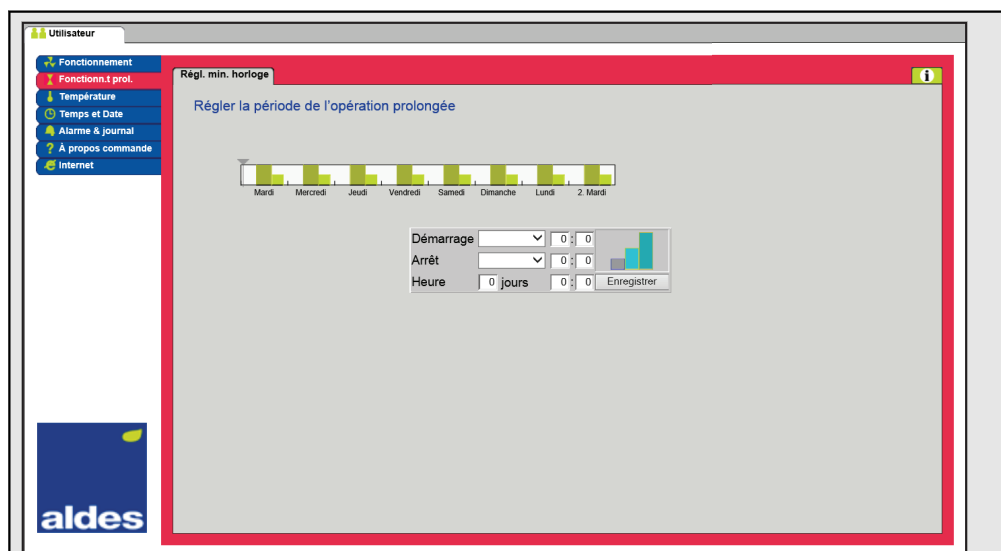 Utilisateur
Fonctionnement
Fonctionn.t prol.
Température
Temps et Date
Alarme & journal
? À propos commande
Internet
Régl. min. horloge
i
Régler la période de l'opération prolongée
Mardi Mercredi Jeudi Vendredi Samedi Dimanche Lundi 2. Mardi
Démarrage 0 : 0
Arrêt 0 : 0
Heure 0 jours 0 : 0 Enregistrer
aldes